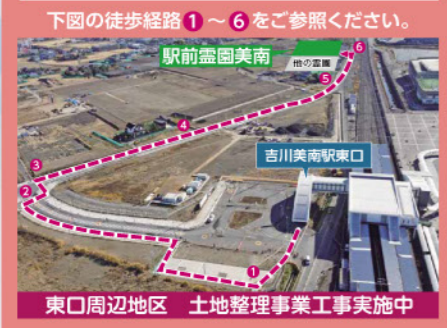 下図の徒歩経路❶～❻をご参照ください。
駅前霊園美南
他の霊園
❻
❺
❹
吉川美南駅東口
❸
❷
❶
東口周辺地区 土地整理事業工事実施中